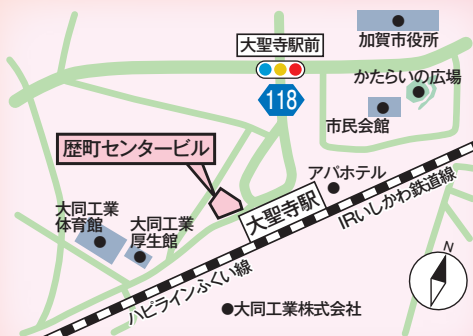 加賀市役所
大聖寺駅前
かたらいの広場
118
市民会館
歴町センタービル
アパホテル
大聖寺駅
IRいしかわ鉄道線
大同工業
体育館
大同工業
厚生館
ハピラインふくい線
大同工業株式会社
N